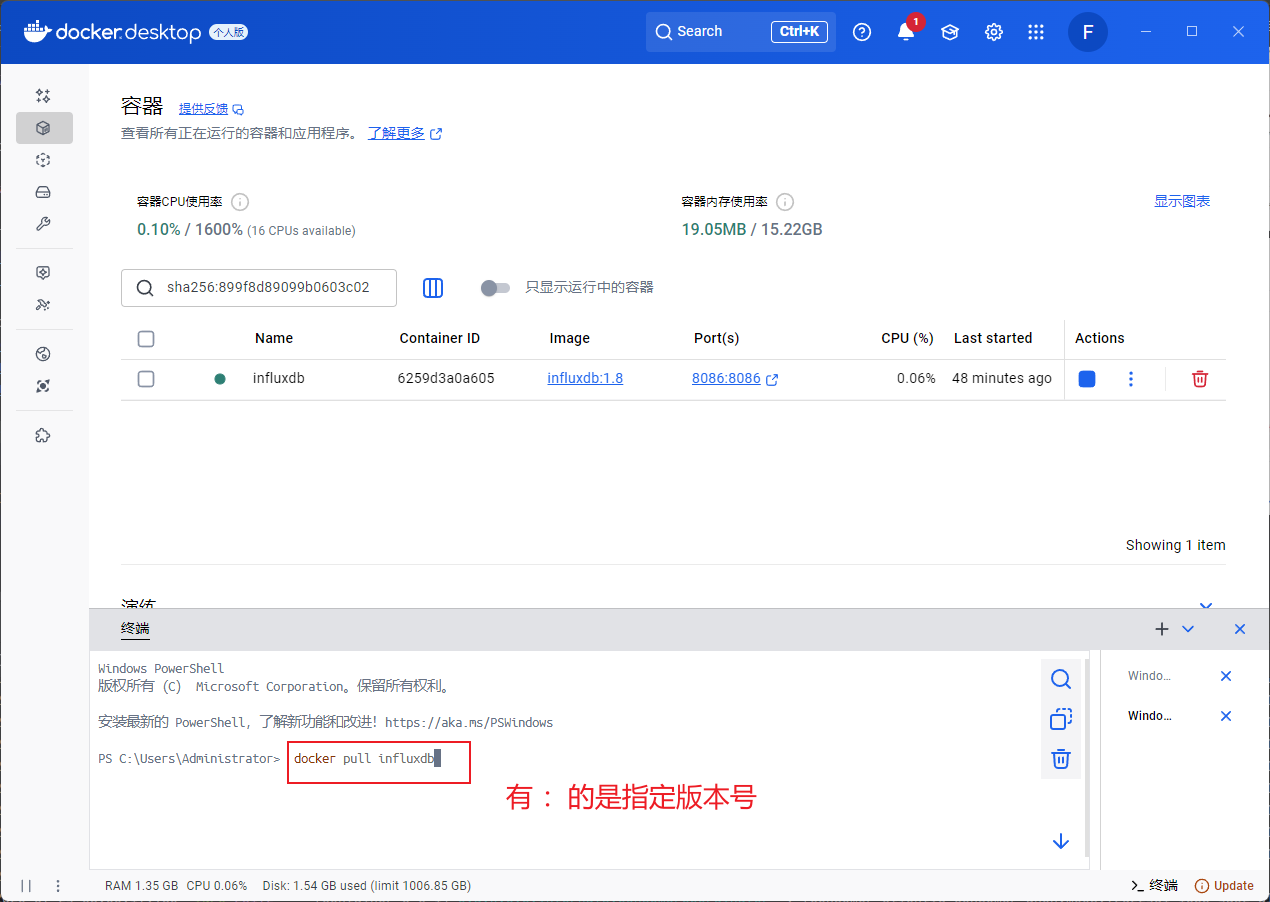 docker.desktop 个人版
Search Ctrl+K
1
F
容器 提供反馈
查看所有正在运行的容器和应用程序。 了解更多
容器CPU使用率
0.10% / 1600% (16 CPUs available)
容器内存使用率
19.05MB / 15.22GB
显示图表
sha256:899f8d89099b0603c02
只显示运行中的容器
Name Container ID Image Port(s) CPU (%) Last started Actions
influxdb 6259d3a0a605 influxdb:1.8 8086:8086 0.06% 48 minutes ago
Showing 1 item
演练
终端
Windows PowerShell
版权所有 (C) Microsoft Corporation。保留所有权利。
安装最新的 PowerShell，了解新功能和改进！https://aka.ms/PSWindows
PS C:\Users\Administrator> docker pull influxdb
有 ：的是指定版本号
Windo...
Windo...
RAM 1.35 GB CPU 0.06% Disk: 1.54 GB used (limit 1006.85 GB)
终端 Update